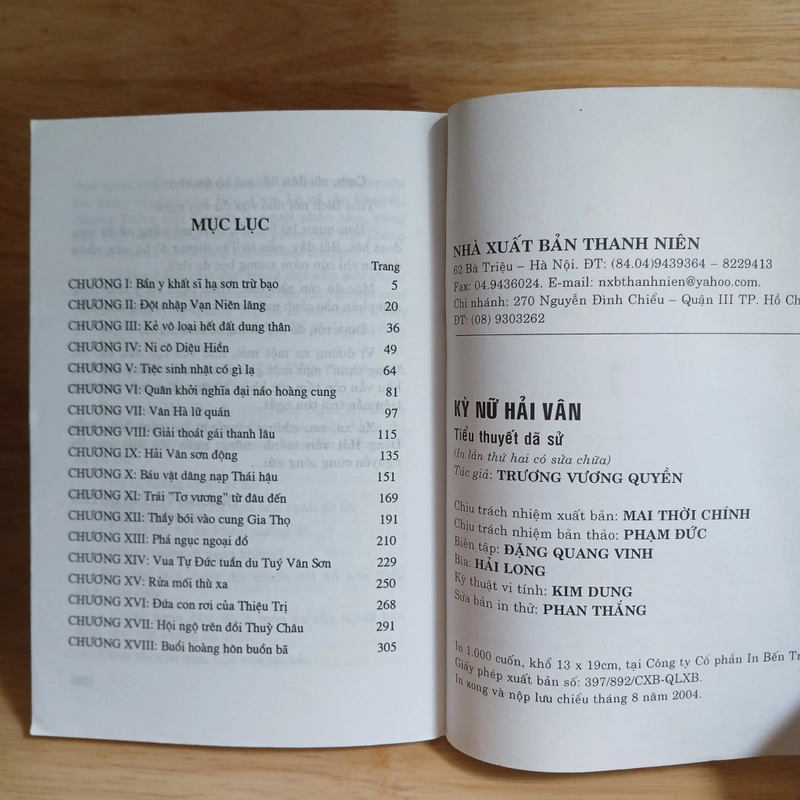 MỤC LỤC
Trang
CHƯƠNG I: Bần y khất sĩ hạ sơn trừ bạo 5
CHƯƠNG II: Đột nhập Vạn Niên lăng 20
CHƯƠNG III: Kẻ vô loại hết đất dung thân 36
CHƯƠNG IV: Ni cô Diệu Hiền 49
CHƯƠNG V: Tiệc sinh nhật có gì lạ 64
CHƯƠNG VI: Quân khởi nghĩa đại náo hoàng cung 81
CHƯƠNG VII: Vân Hà lữ quán 97
CHƯƠNG VIII: Giải thoát gái thanh lâu 115
CHƯƠNG IX: Hải Vân sơn động 135
CHƯƠNG X: Báu vật dâng nạp Thái hậu 151
CHƯƠNG XI: Trái "Tơ vương" từ đâu đến 169
CHƯƠNG XII: Thầy bói vào cung Gia Thọ 191
CHƯƠNG XIII: Phá ngục ngoại đồ 210
CHƯƠNG XIV: Vua Tự Đức tuần du Tuý Vân Sơn 229
CHƯƠNG XV: Rửa mối thù xa 250
CHƯƠNG XVI: Đứa con rơi của Thiệu Trị 268
CHƯƠNG XVII: Hội ngộ trên đồi Thuỳ Châu 291
CHƯƠNG XVIII: Buổi hoàng hôn buồn bã 305
NHÀ XUẤT BẢN THANH NIÊN
62 Bà Triệu – Hà Nội. ĐT: (84.04)9439364 – 8229413
Fax: 04.9436024. E-mail: nxbthanhnien@yahoo.com.
Chi nhánh: 270 Nguyễn Đình Chiểu – Quận III TP. Hồ
ĐT: (08) 9303262
KỲ NỮ HẢI VÂN
Tiểu thuyết dã sử
(In lần thứ hai có sửa chữa)
Tác giả: TRƯƠNG VƯƠNG QUYỀN
Chịu trách nhiệm xuất bản: MAI THỜI CHÍNH
Chịu trách nhiệm bản thảo: PHẠM ĐỨC
Biên tập: ĐẶNG QUANG VINH
Bìa: HẢI LONG
Kỹ thuật vi tính: KIM DUNG
Sửa bản in thử: PHAN THẮNG
In 1.000 cuốn, khổ 13 x 19cm, tại Công ty Cổ phần In Bến
Giấy phép xuất bản số: 397/892/CXB-QLXB.
In xong và nộp lưu chiểu tháng 8 năm 2004.